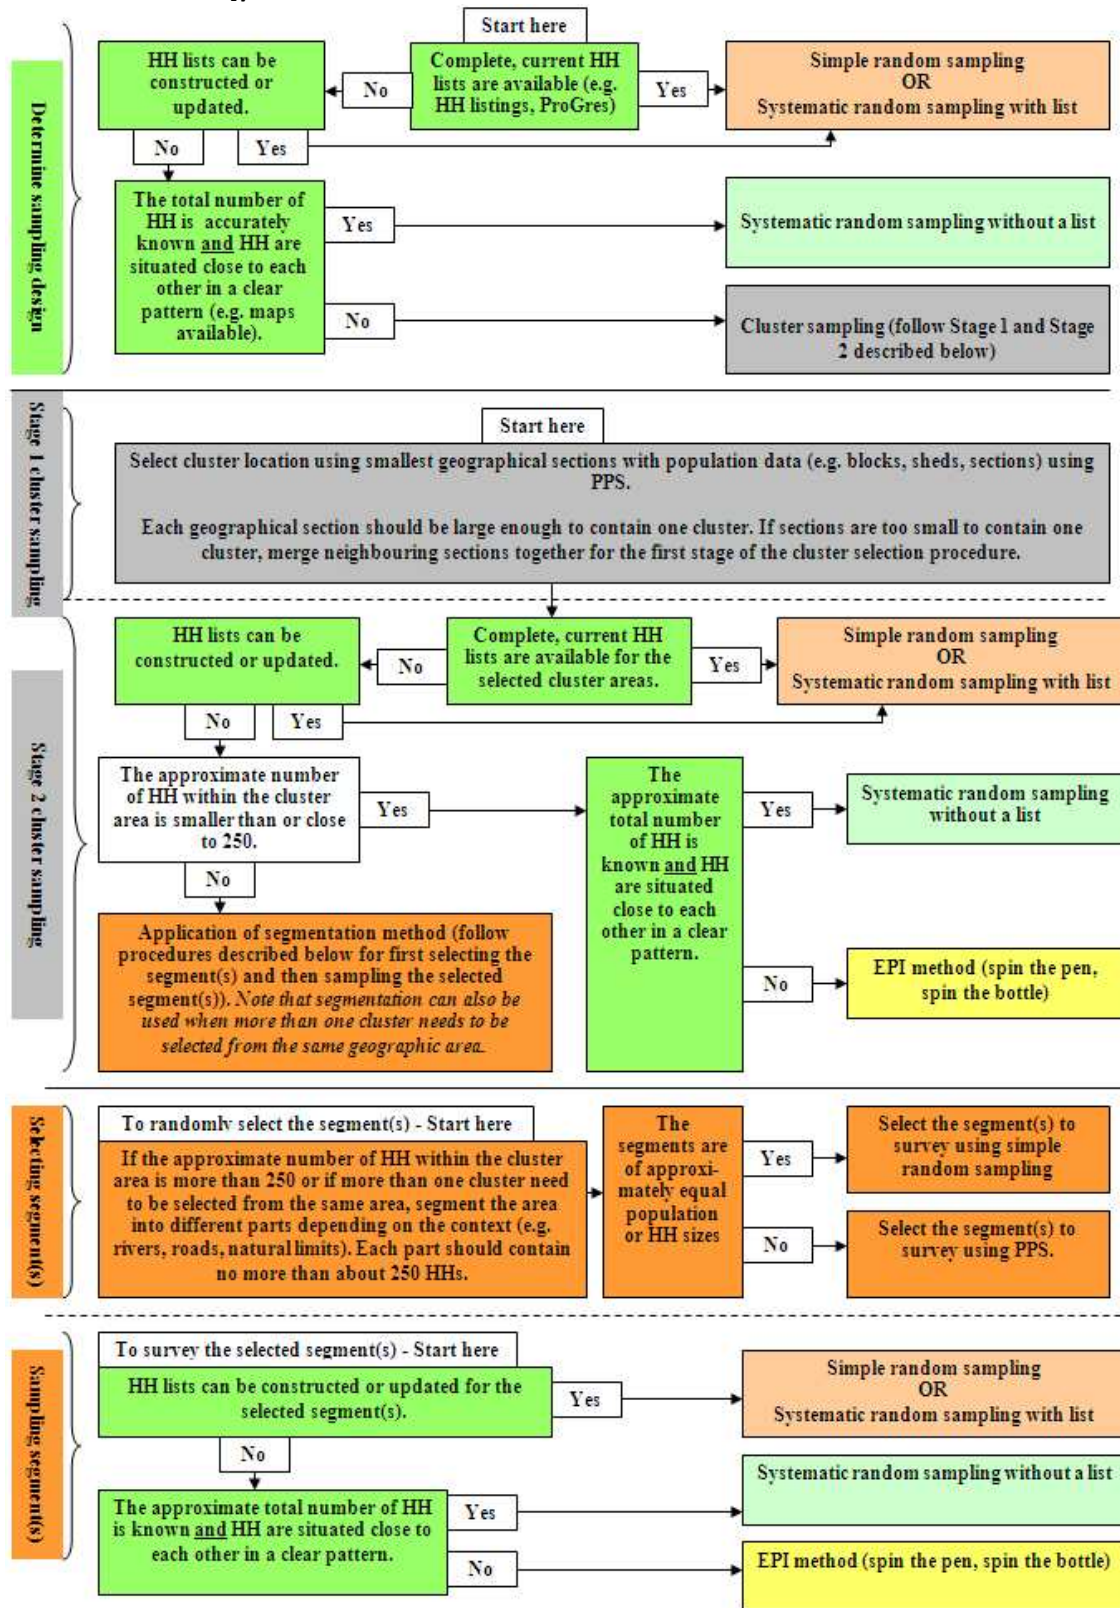 Start here
Determine sampling design
HH lists can be
constructed or
updated.
No
Complete, current HH
lists are available (e.g.
HH listings, ProGres)
Yes
Simple random sampling
OR
Systematic random sampling with list
No
Yes
The total number of
HH is accurately
known and HH are
situated close to each
other in a clear
pattern (e.g. maps
available).
Yes
Systematic random sampling without a list
No
Cluster sampling (follow Stage 1 and Stage
2 described below)
Stage 1 cluster sampling
Start here
Select cluster location using smallest geographical sections with population data (e.g. blocks, sheds, sections) using
PPS.
Each geographical section should be large enough to contain one cluster. If sections are too small to contain one
cluster, merge neighbouring sections together for the first stage of the cluster selection procedure.
Stage 2 cluster sampling
HH lists can be
constructed or updated.
No
Complete, current HH
lists are available for the
selected cluster areas.
Yes
Simple random sampling
OR
Systematic random sampling with list
No
Yes
The approximate number
of HH within the cluster
area is smaller than or close
to 250.
Yes
The
approximate
total number
of HH is
known and HH
are situated
close to each
other in a clear
pattern.
Yes
Systematic random sampling
without a list
No
Application of segmentation method (follow
procedures described below for first selecting the
segment(s) and then sampling the selected
segment(s)). Note that segmentation can also be
used when more than one cluster needs to be
selected from the same geographic area.
No
EPI method (spin the pen,
spin the bottle)
Selecting segment(s)
To randomly select the segment(s) - Start here
If the approximate number of HH within the cluster
area is more than 250 or if more than one cluster need
to be selected from the same area, segment the area
into different parts depending on the context (e.g.
rivers, roads, natural limits). Each part should contain
no more than about 250 HHs.
The
segments are
of approxi-
mately equal
population
or HH sizes
Yes
Select the segment(s) to
survey using simple
random sampling
No
Select the segment(s) to
survey using PPS.
Sampling segment(s)
To survey the selected segment(s) - Start here
HH lists can be constructed or updated for the
selected segment(s).
Yes
Simple random sampling
OR
Systematic random sampling with list
No
The approximate total number of HH
is known and HH are situated close to
each other in a clear pattern.
Yes
Systematic random sampling without a list
No
EPI method (spin the pen, spin the bottle)